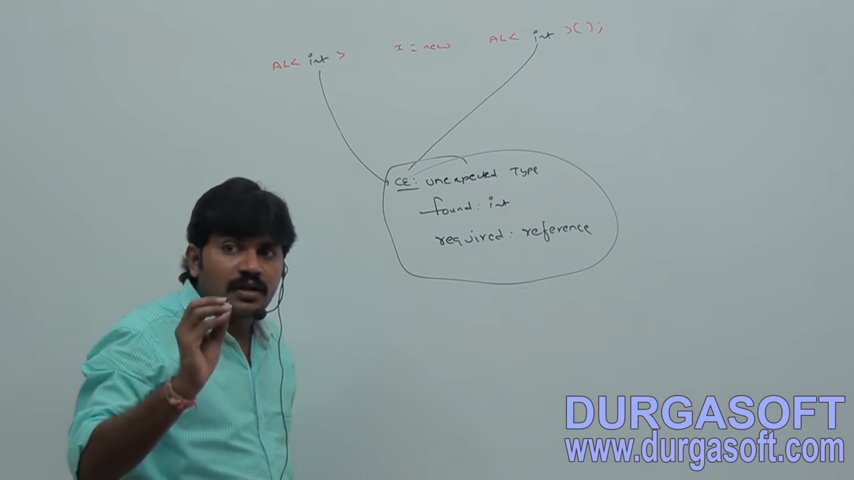 AL< int > x = new AL< int >( );
CE: unexpected Type
found: int
required: reference
DURGASOFT
www.durgasoft.com